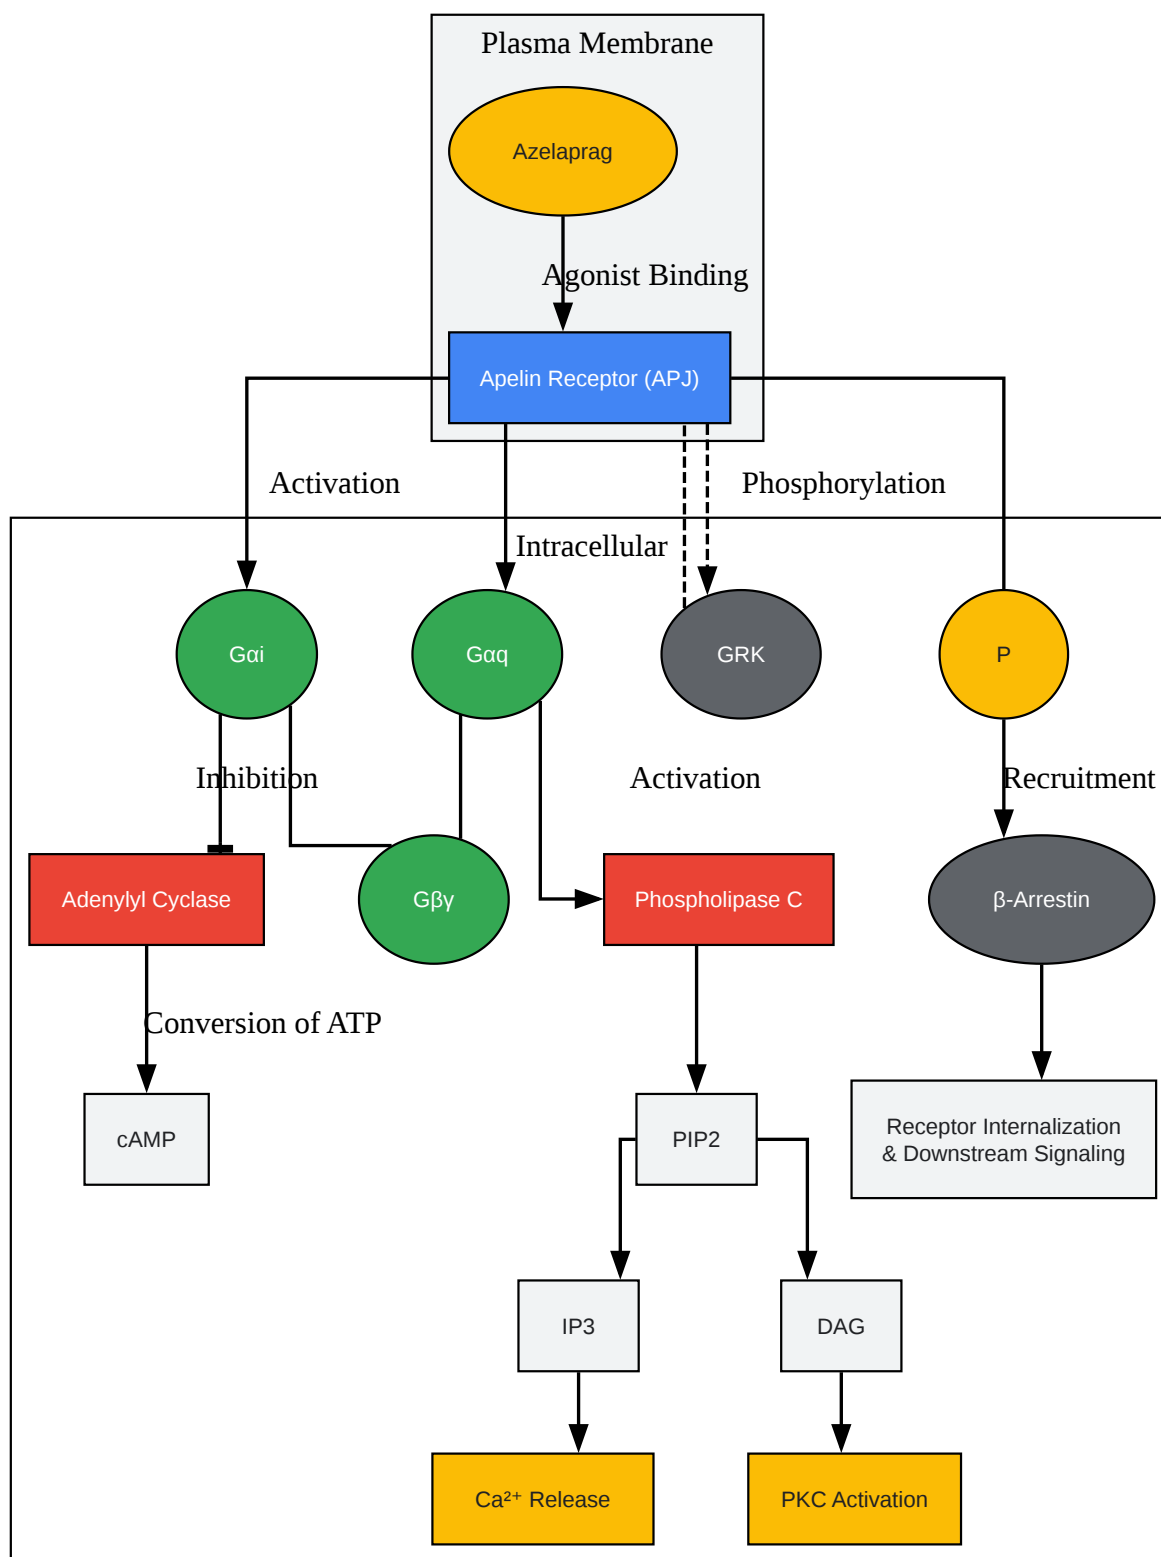 Plasma Membrane
Azelaprag
Agonist Binding
Apelin Receptor (APJ)
Activation
Phosphorylation
Intracellular
Gαi
Gαq
GRK
P
Inhibition
Activation
Recruitment
Adenylyl Cyclase
Gβγ
Phospholipase C
β-Arrestin
Conversion of ATP
cAMP
PIP2
Receptor Internalization
& Downstream Signaling
IP3
DAG
Ca²⁺ Release
PKC Activation